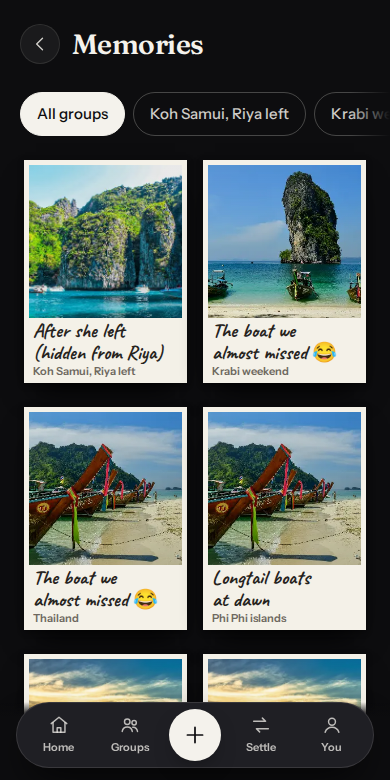 Memories
All groups
Koh Samui, Riya left
Krabi we
After she left
(hidden from Riya)
Koh Samui, Riya left
The boat we
almost missed 😂
Krabi weekend
The boat we
almost missed 😂
Thailand
Longtail boats
at dawn
Phi Phi islands
Home
Groups
Settle
You